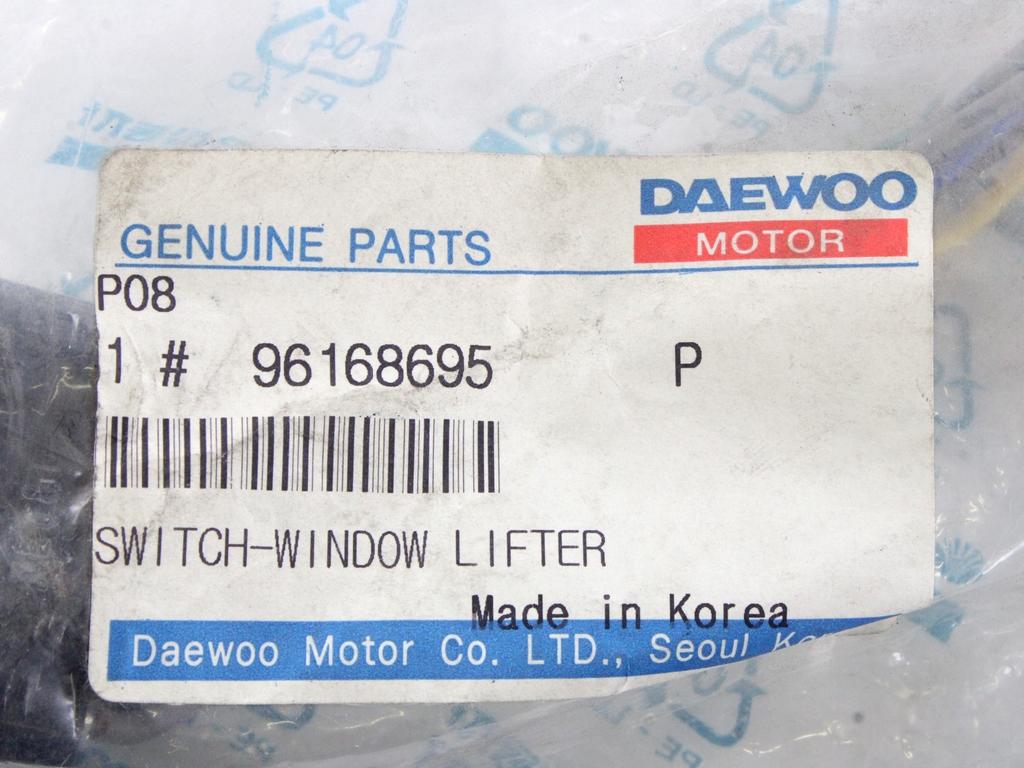 DAEWOO
MOTOR
GENUINE PARTS
P08
1 # 96168695 P
SWITCH-WINDOW LIFTER
Made in Korea
Daewoo Motor Co. LTD., Seoul